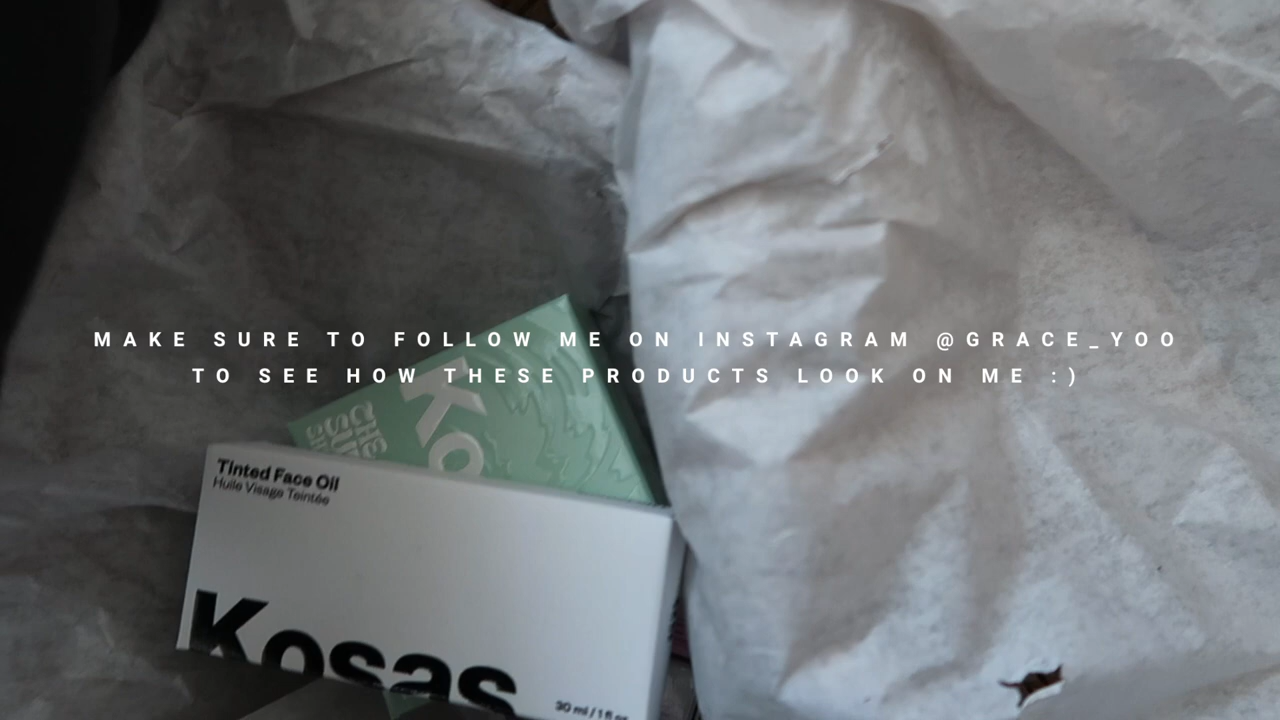 MAKE SURE TO FOLLOW ME ON INSTAGRAM @GRACE_YOO
TO SEE HOW THESE PRODUCTS LOOK ON ME :)
Ko
Tinted Face Oil
Huile Visage Teintée
Kosas
30 ml / 1 fl oz